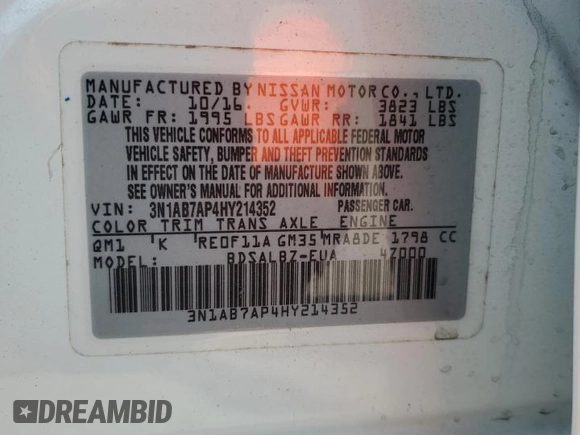 MANUFACTURED BY NISSAN MOTOR CO., LTD.
DATE: 10/16 GVWR: 3823 LBS
GAWR FR: 1995 LBS GAWR RR: 1841 LBS
THIS VEHICLE CONFORMS TO ALL APPLICABLE FEDERAL MOTOR
VEHICLE SAFETY, BUMPER AND THEFT PREVENTION STANDARDS
IN EFFECT ON THE DATE OF MANUFACTURE SHOWN ABOVE.
SEE OWNER'S MANUAL FOR ADDITIONAL INFORMATION.
VIN: 3N1AB7AP4HY214352 PASSENGER CAR.
COLOR TRIM TRANS AXLE ENGINE
QM1 K RE0F11A GM35 MRA8DE 1798 CC
MODEL: BDSALBZ-EUA 4Z000
3N1AB7AP4HY214352
DREAMBID